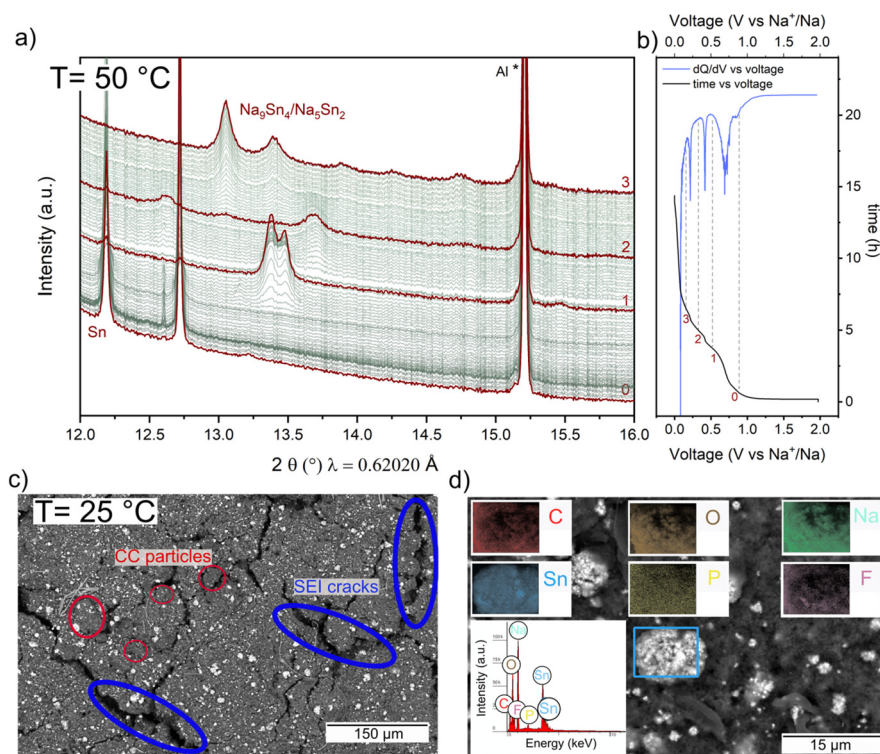 a)
T= 50 °C
Na₉Sn₄/Na₅Sn₂
Al *
Sn
3
2
1
0
Intensity (a.u.)
12.0 12.5 13.0 13.5 14.0 14.5 15.0 15.5 16.0
2 θ (°) λ = 0.62020 Å
b)
Voltage (V vs Na⁺/Na)
0.0 0.5 1.0 1.5 2.0
dQ/dV vs voltage
time vs voltage
20
15
10
5
0
time (h)
3
2
1
0
0.0 0.5 1.0 1.5 2.0
Voltage (V vs Na⁺/Na)
c)
T= 25 °C
CC particles
SEI cracks
150 µm
d)
C
O
Na
Sn
P
F
Intensity (a.u.)
Na
O
Sn
C
F
P
Sn
Energy (keV)
15 µm